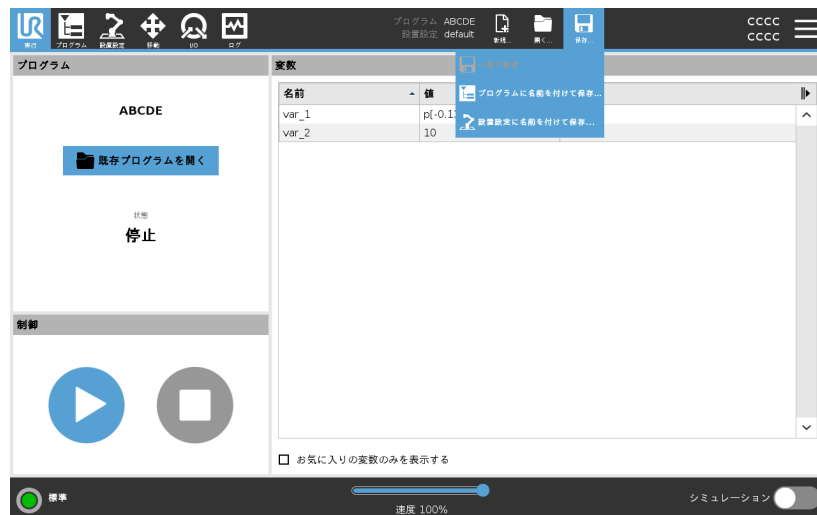 UR
実行
プログラム
設置設定
移動
I/O
ログ
プログラム ABCDE
設置設定 default
新規...
開く...
保存...
CCCC
CCCC
プログラム
ABCDE
既存プログラムを開く
状態
停止
制御
変数
名前
値
var_1
p[-0.1
var_2
10
プログラムに名前を付けて保存...
設置設定に名前を付けて保存...
お気に入りの変数のみを表示する
標準
速度 100%
シミュレーション